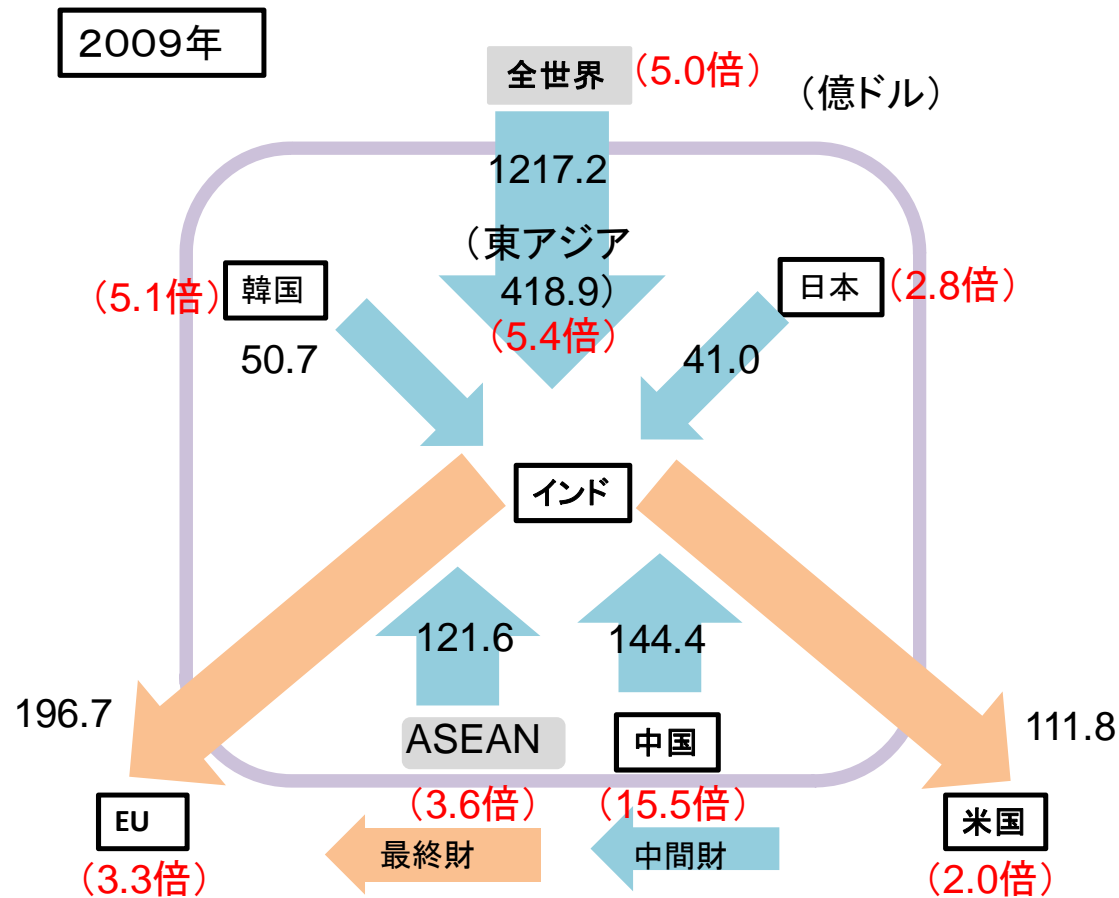 2009年
全世界
(5.0倍)
(億ドル)
1217.2
(東アジア
418.9)
(5.4倍)
(5.1倍)
韓国
50.7
日本
(2.8倍)
41.0
インド
121.6
144.4
196.7
111.8
ASEAN
中国
(3.6倍)
(15.5倍)
EU
(3.3倍)
最終財
中間財
米国
(2.0倍)